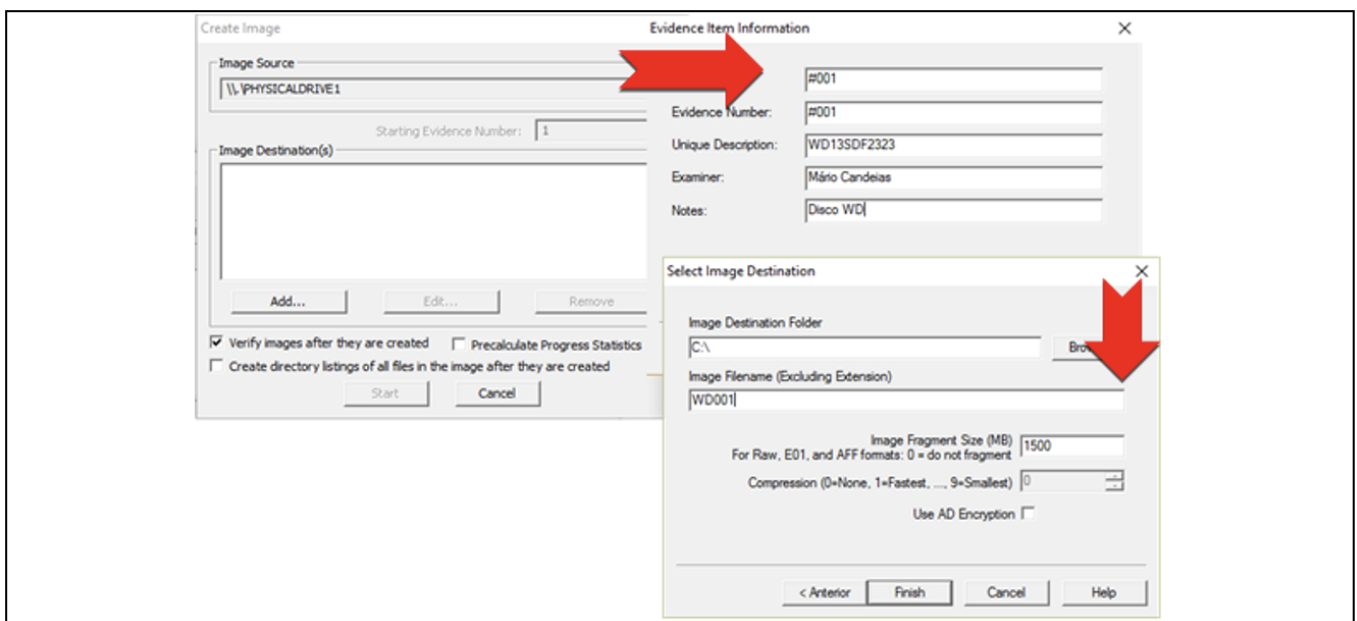 Create Image
Image Source
\\.\PHYSICALDRIVE1
Starting Evidence Number: 1
Image Destination(s)
Add... Edit... Remove
Verify images after they are created Precalculate Progress Statistics
Create directory listings of all files in the image after they are created
Start Cancel
Evidence Item Information
#001
Evidence Number: #001
Unique Description: WD13SDF2323
Examiner: Mário Candeias
Notes: Disco WD
Select Image Destination
Image Destination Folder
C:\
Image Filename (Excluding Extension)
WD001
Image Fragment Size (MB) 1500
For Raw, E01, and AFF formats: 0 = do not fragment
Compression (0=None, 1=Fastest, ..., 9=Smallest) 0
Use AD Encryption
< Anterior Finish Cancel Help